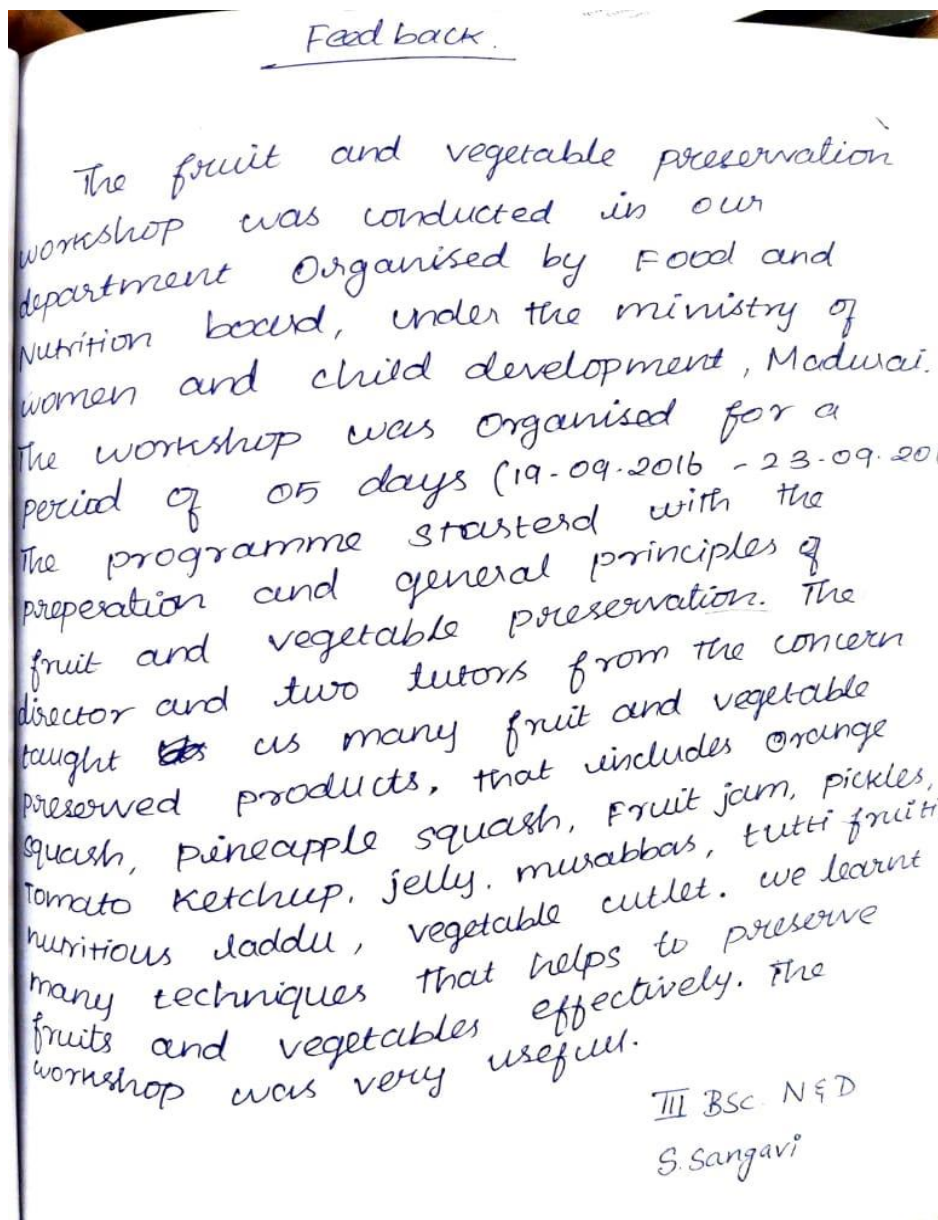 Feed back.
The fruit and vegetable preservation
workshop was conducted in our
department Organised by Food and
Nutrition board, under the ministry of
women and child development, Madurai.
The workshop was Organised for a
period of 05 days (19-09-2016 - 23.09.20
The programme starterd with the
preperation and general principles of
fruit and vegetable preservation. The
director and two tutors from the concern
taught us many fruit and vegetable
preserved products, that includes Orange
squash, Pineapple squash, Fruit jam, pickles,
Tomato Ketchup, jelly, murabbas, tutti fruiti
nuritious laddu, vegetable cutlet. we learnt
many techniques that helps to preserve
fruits and vegetables effectively. The
workshop was very usefull.
III BSc. N & D
S. Sangavi